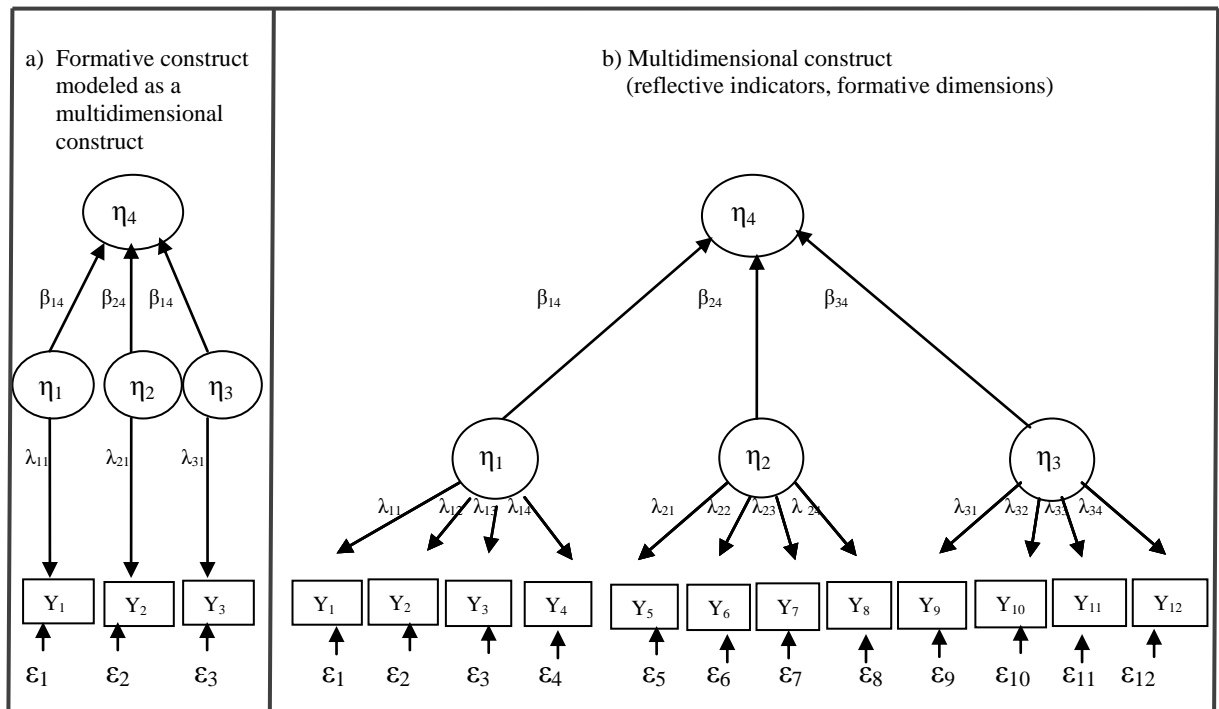 a) Formative construct
modeled as a
multidimensional
construct
η4
β14 β24 β14
η1 η2 η3
λ11 λ21 λ31
Y1 Y2 Y3
ε1 ε2 ε3
b) Multidimensional construct
(reflective indicators, formative dimensions)
η4
β14 β24 β34
η1 η2 η3
λ11 λ12 λ13 λ14 λ21 λ22 λ23 λ 24 λ31 λ32 λ33 λ34
Y1 Y2 Y3 Y4 Y5 Y6 Y7 Y8 Y9 Y10 Y11 Y12
ε1 ε2 ε3 ε4 ε5 ε6 ε7 ε8 ε9 ε10 ε11 ε12